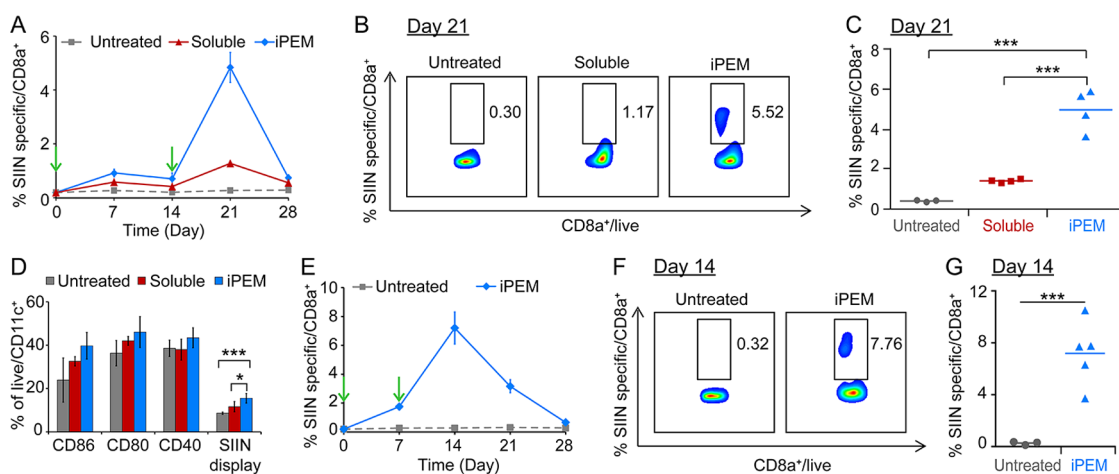 A
Untreated Soluble iPEM
% SIIN specific/CD8a⁺
6
4
2
0
0 7 14 21 28
Time (Day)
B Day 21
Untreated Soluble iPEM
% SIIN specific/CD8a⁺
0.30 1.17 5.52
CD8a⁺/live
C Day 21
% SIIN specific/CD8a⁺
8
6
4
2
0
***
***
Untreated Soluble iPEM
D
Untreated Soluble iPEM
% of live/CD11c⁺
60
40
20
0
***
*
CD86 CD80 CD40 SIIN
display
E
Untreated iPEM
% SIIN specific/CD8a⁺
10
8
6
4
2
0
0 7 14 21 28
Time (Day)
F Day 14
Untreated iPEM
% SIIN specific/CD8a⁺
0.32 7.76
CD8a⁺/live
G Day 14
% SIIN specific/CD8a⁺
12
8
4
0
***
Untreated iPEM